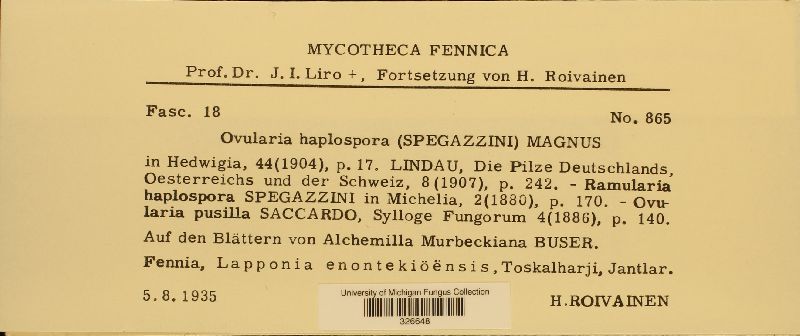 MYCOTHECA FENNICA
Prof. Dr. J. I. Liro +, Fortsetzung von H. Roivainen
Fasc. 18
No. 865
Ovularia haplospora (SPEGAZZINI) MAGNUS
in Hedwigia, 44(1904), p. 17. LINDAU, Die Pilze Deutschlands,
Oesterreichs und der Schweiz, 8(1907), p. 242. - Ramularia
haplospora SPEGAZZINI in Michelia, 2(1880), p. 170. - Ovu-
laria pusilla SACCARDO, Sylloge Fungorum 4(1886), p. 140.
Auf den Blättern von Alchemilla Murbeckiana BUSER.
Fennia, Lapponia enontekiöënsis, Toskalharji, Jantlar.
5.8.1935
H. ROIVAINEN
University of Michigan Fungus Collection
326648